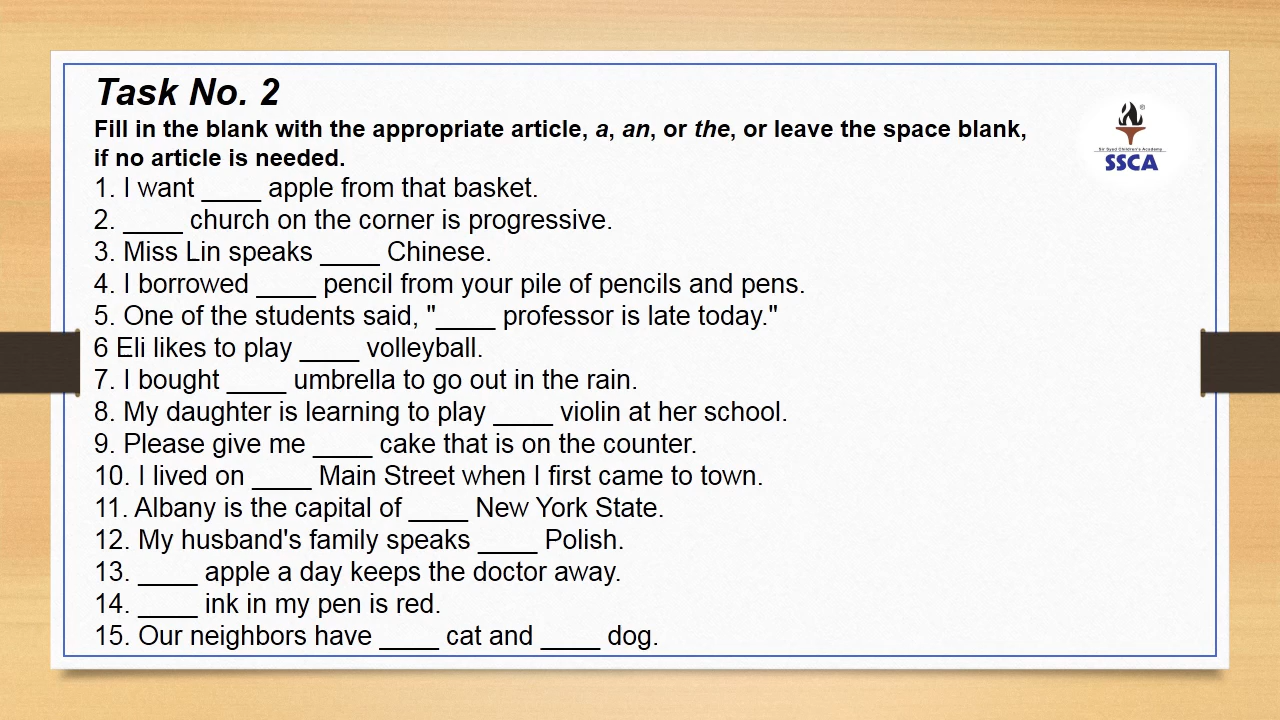 Task No. 2
Fill in the blank with the appropriate article, a, an, or the, or leave the space blank,
if no article is needed.
1. I want ____ apple from that basket.
2. ____ church on the corner is progressive.
3. Miss Lin speaks ____ Chinese.
4. I borrowed ____ pencil from your pile of pencils and pens.
5. One of the students said, "____ professor is late today."
6 Eli likes to play ____ volleyball.
7. I bought ____ umbrella to go out in the rain.
8. My daughter is learning to play ____ violin at her school.
9. Please give me ____ cake that is on the counter.
10. I lived on ____ Main Street when I first came to town.
11. Albany is the capital of ____ New York State.
12. My husband's family speaks ____ Polish.
13. ____ apple a day keeps the doctor away.
14. ____ ink in my pen is red.
15. Our neighbors have ____ cat and ____ dog.
®
Sir Syed Children's Academy
SSCA